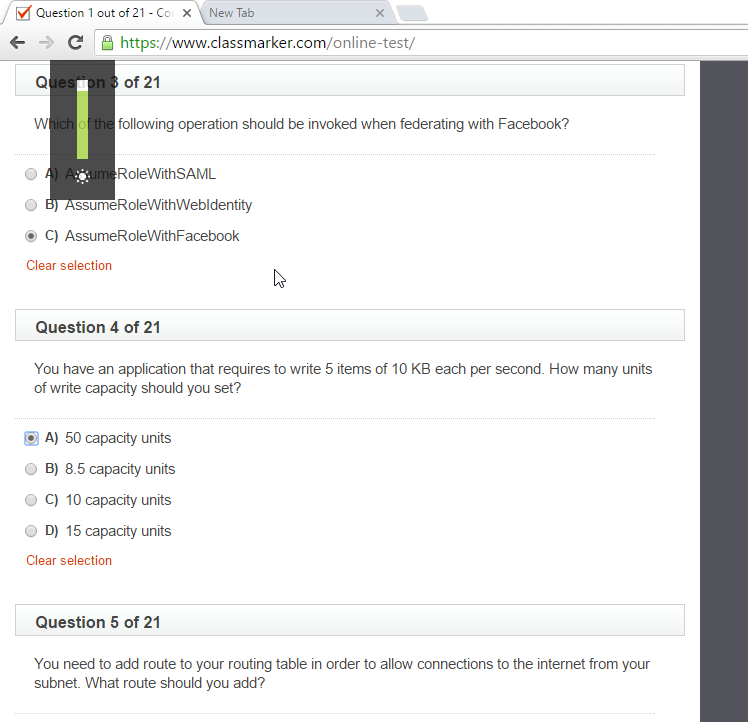 Question 1 out of 21 - Co
New Tab
https://www.classmarker.com/online-test/
Question 3 of 21
Which of the following operation should be invoked when federating with Facebook?
A) AssumeRoleWithSAML
B) AssumeRoleWithWebIdentity
C) AssumeRoleWithFacebook
Clear selection
Question 4 of 21
You have an application that requires to write 5 items of 10 KB each per second. How many units
of write capacity should you set?
A) 50 capacity units
B) 8.5 capacity units
C) 10 capacity units
D) 15 capacity units
Clear selection
Question 5 of 21
You need to add route to your routing table in order to allow connections to the internet from your
subnet. What route should you add?